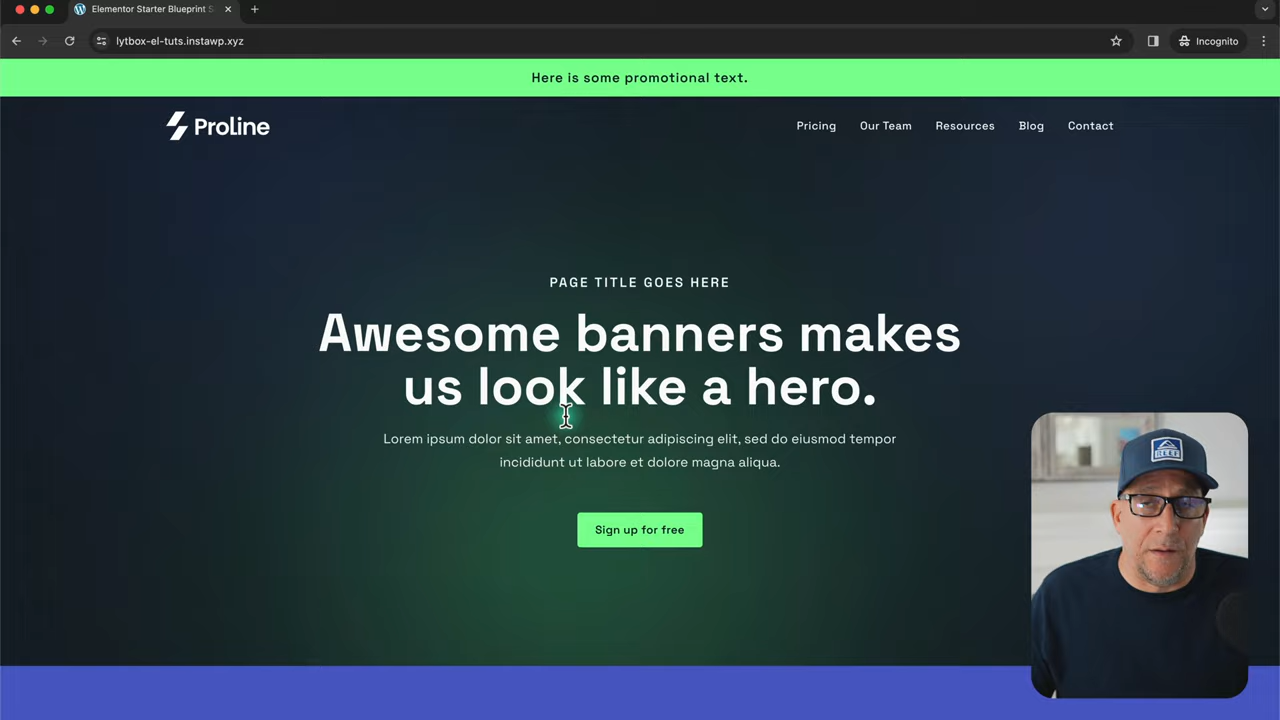 Elementor Starter Blueprint S
lytbox-el-tuts.instawp.xyz
Incognito
Here is some promotional text.
Proline
Pricing
Our Team
Resources
Blog
Contact
PAGE TITLE GOES HERE
Awesome banners makes
us look like a hero.
Lorem ipsum dolor sit amet, consectetur adipiscing elit, sed do eiusmod tempor
incididunt ut labore et dolore magna aliqua.
Sign up for free
REEF